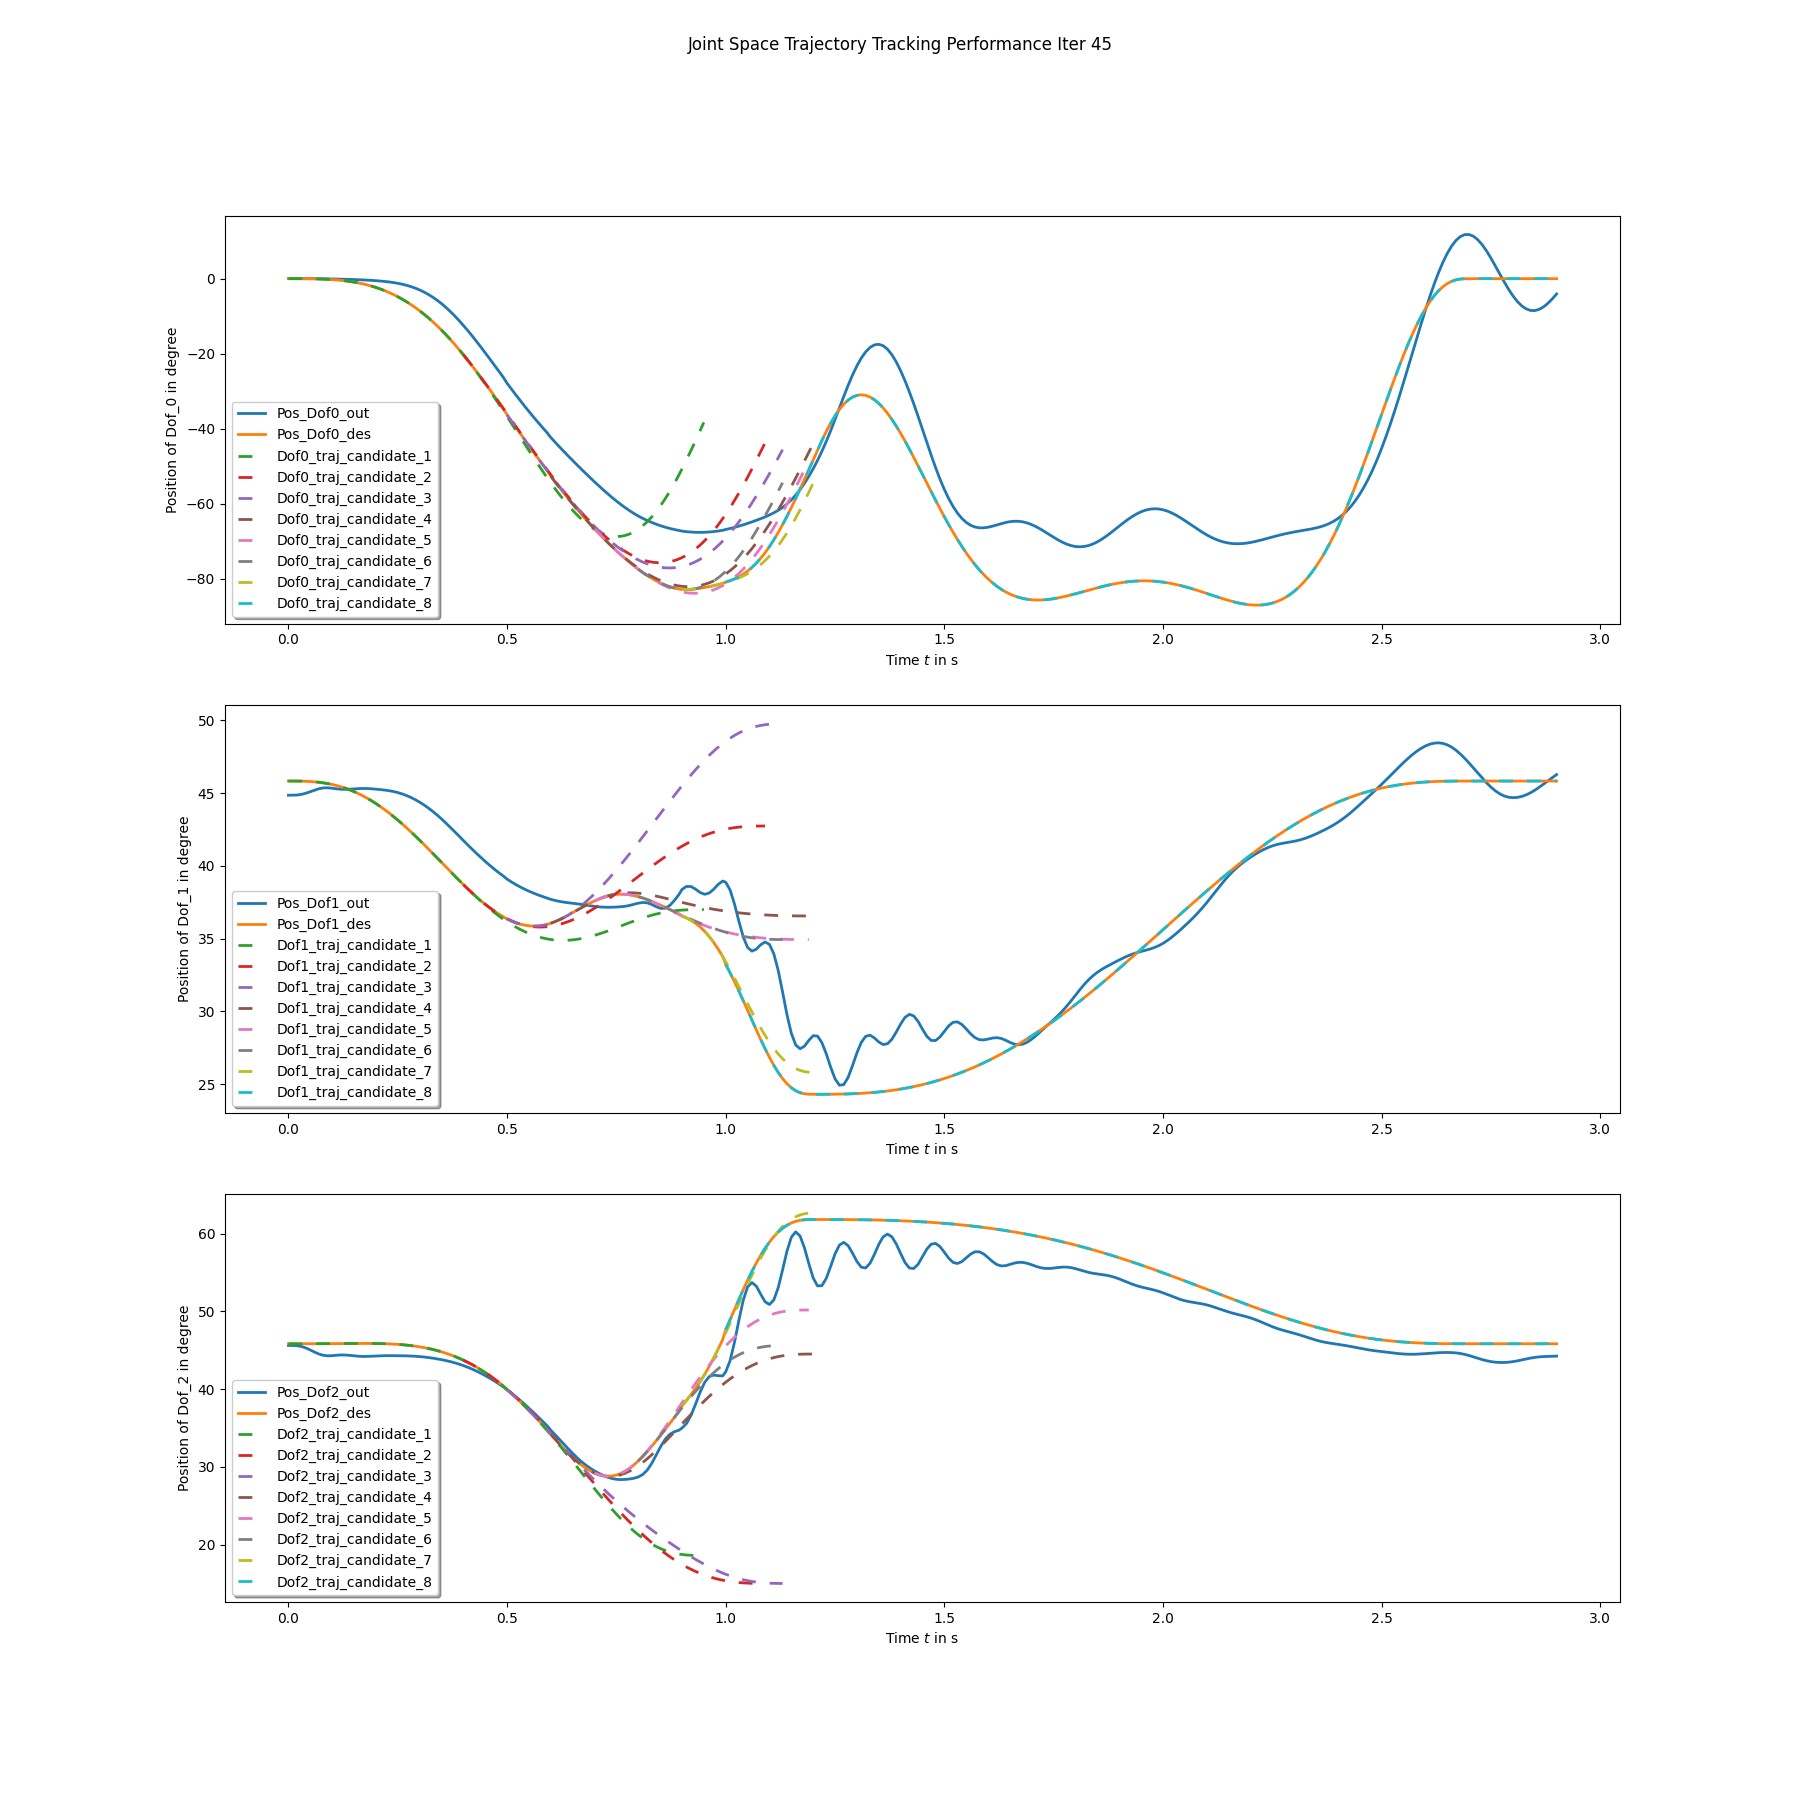 Joint Space Trajectory Tracking Performance Iter 45
Position of Dof_0 in degree
0
−20
−40
−60
−80
Pos_Dof0_out
Pos_Dof0_des
Dof0_traj_candidate_1
Dof0_traj_candidate_2
Dof0_traj_candidate_3
Dof0_traj_candidate_4
Dof0_traj_candidate_5
Dof0_traj_candidate_6
Dof0_traj_candidate_7
Dof0_traj_candidate_8
0.0 0.5 1.0 1.5 2.0 2.5 3.0
Time t in s
Position of Dof_1 in degree
50
45
40
35
30
25
Pos_Dof1_out
Pos_Dof1_des
Dof1_traj_candidate_1
Dof1_traj_candidate_2
Dof1_traj_candidate_3
Dof1_traj_candidate_4
Dof1_traj_candidate_5
Dof1_traj_candidate_6
Dof1_traj_candidate_7
Dof1_traj_candidate_8
0.0 0.5 1.0 1.5 2.0 2.5 3.0
Time t in s
Position of Dof_2 in degree
60
50
40
30
20
Pos_Dof2_out
Pos_Dof2_des
Dof2_traj_candidate_1
Dof2_traj_candidate_2
Dof2_traj_candidate_3
Dof2_traj_candidate_4
Dof2_traj_candidate_5
Dof2_traj_candidate_6
Dof2_traj_candidate_7
Dof2_traj_candidate_8
0.0 0.5 1.0 1.5 2.0 2.5 3.0
Time t in s